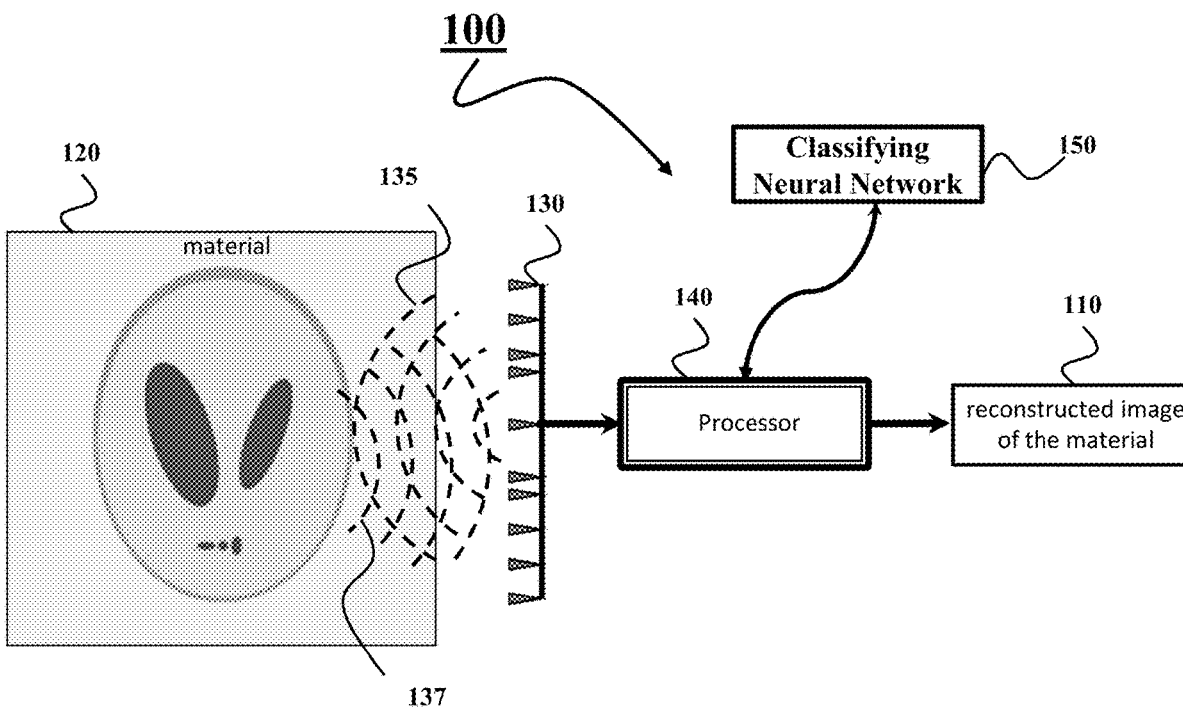 100
120
135
130
Classifying
Neural Network
150
material
140
110
Processor
reconstructed image
of the material
137